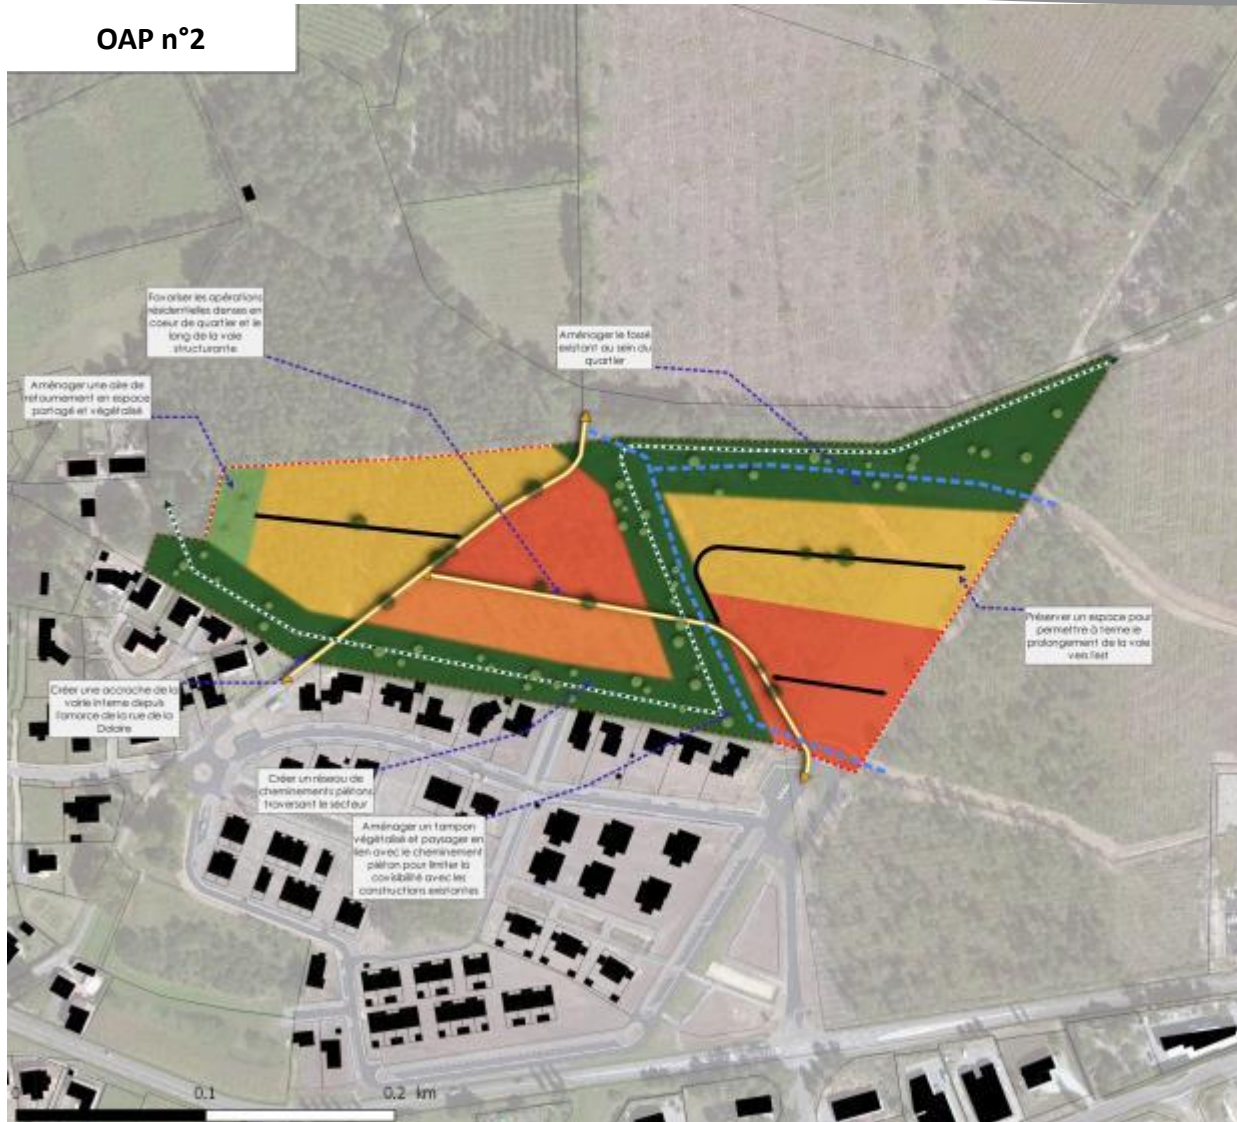 OAP n°2
Favoriser les opérations
résidentielles denses en
coeur de quartier et le
long de la voie
structurante
Aménager le fossé
existant au sein du
quartier
Aménager une aire de
retournement en espace
partagé et végétalisé
Préserver un espace pour
permettre à terme le
prolongement de la voie
vers l'est
Créer une accroche de la
voirie interne depuis
l'amorce de la rue de la
Créer un réseau de
cheminements piétons
traversant le secteur
Aménager un tampon
végétalisé et paysager en
lien avec le cheminement
piéton pour limiter la
covisibilité avec les
constructions existantes
0 0.1 0.2 km